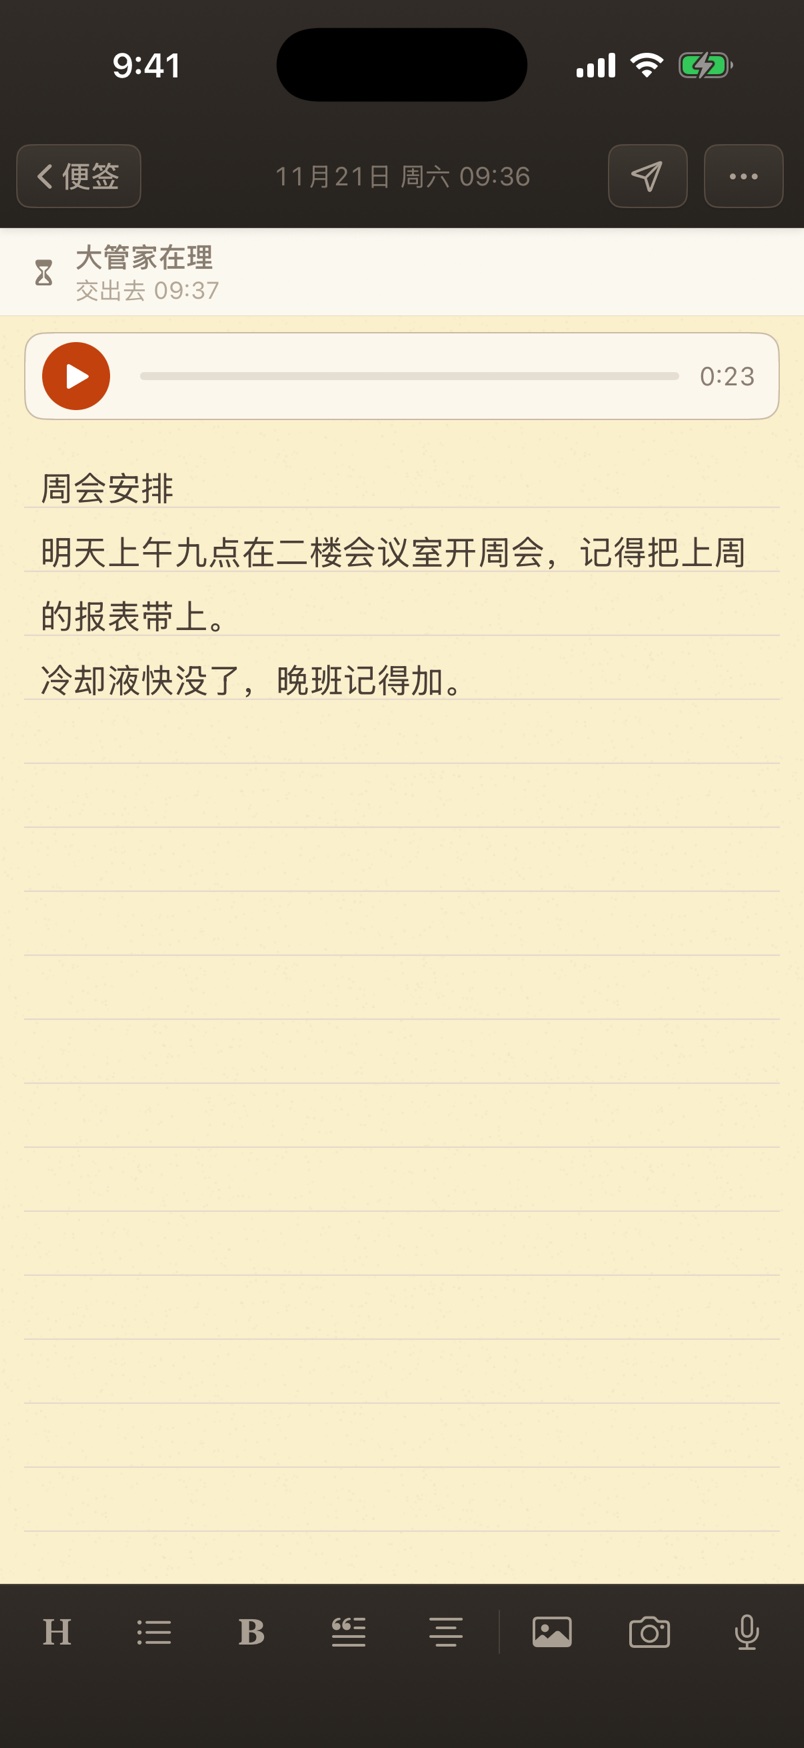 9:41
便签
11月21日 周六 09:36
大管家在理
交出去 09:37
0:23
周会安排
明天上午九点在二楼会议室开周会，记得把上周
的报表带上。
冷却液快没了，晚班记得加。
H
B